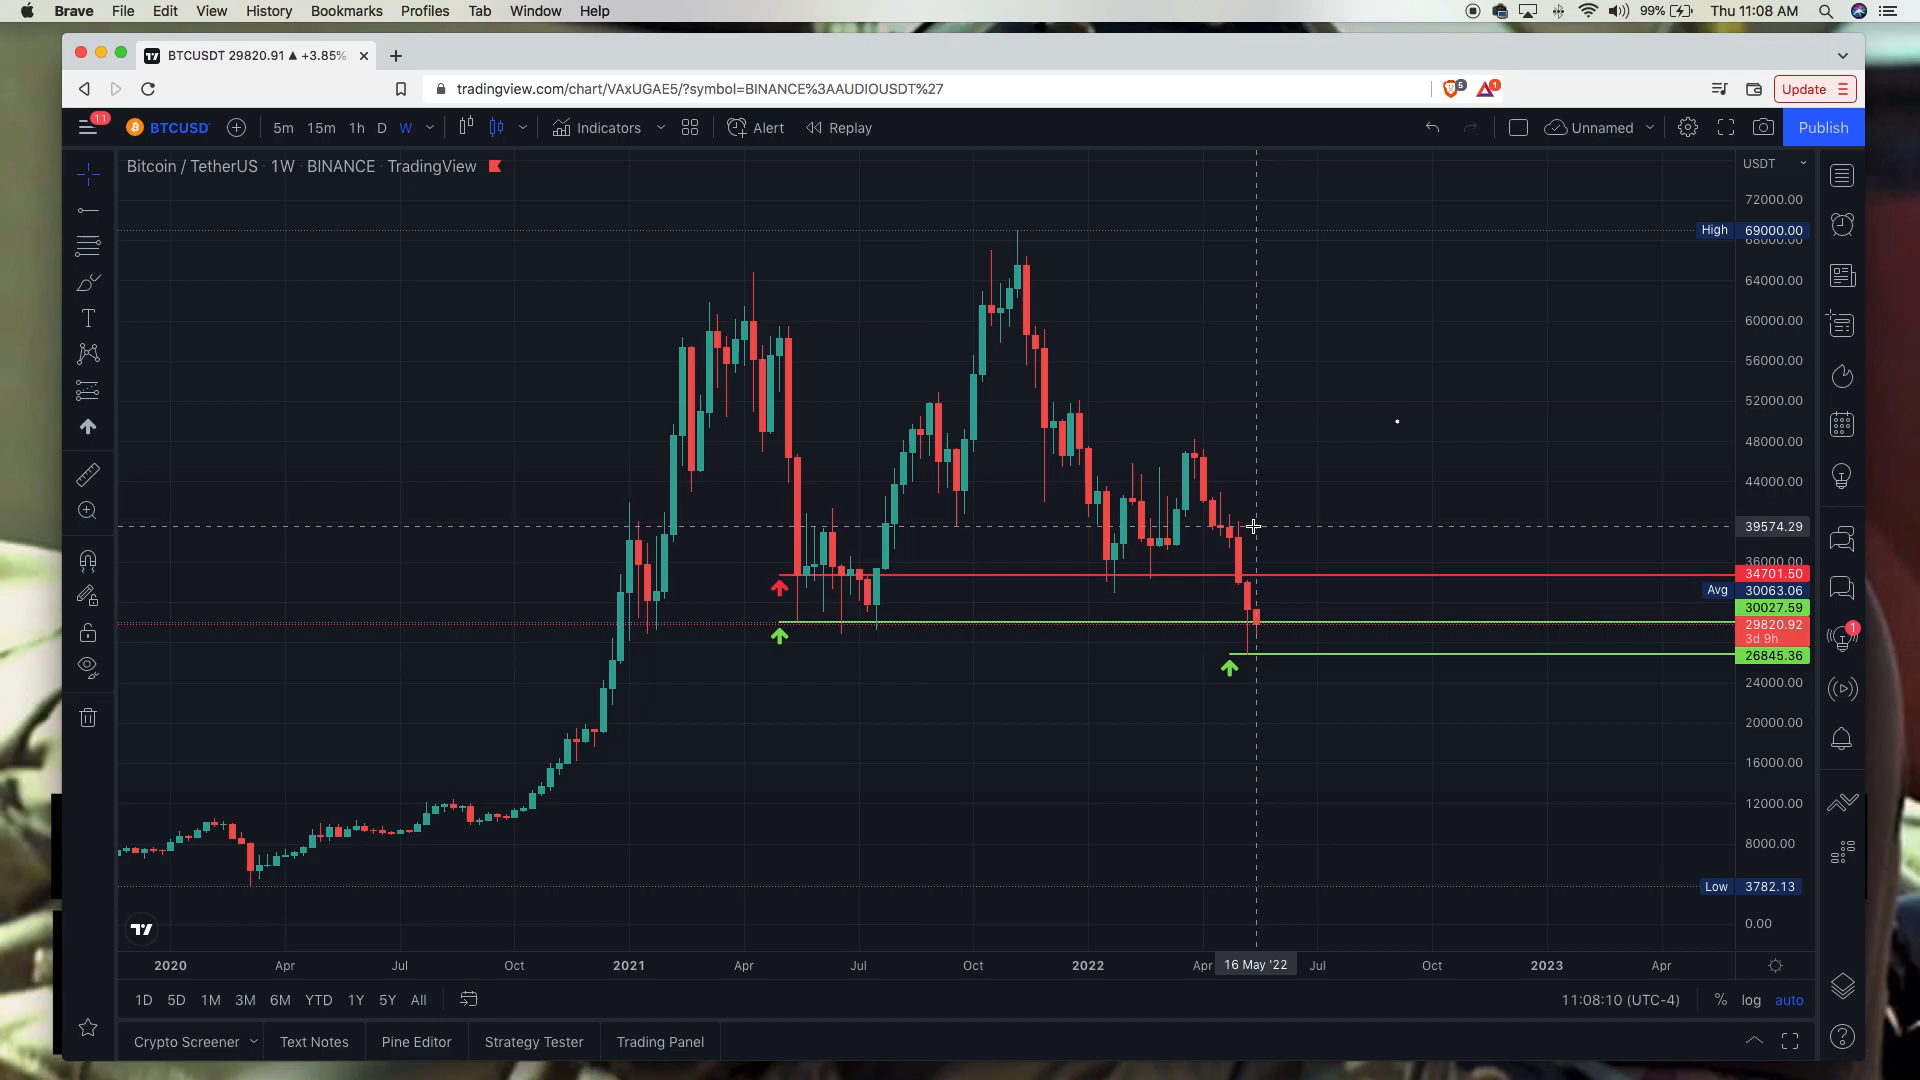 Brave File Edit View History Bookmarks Profiles Tab Window Help 99% Thu 11:08 AM
BTCUSDT 29820.91 ▲ +3.85%
tradingview.com/chart/VAxUGAE5/?symbol=BINANCE%3AAUDIOUSDT%27 5 1 Update
11 BTCUSD 5m 15m 1h D W Indicators Alert Replay Unnamed Publish
Bitcoin / TetherUS · 1W · BINANCE · TradingView USDT
72000.00
High 69000.00
68000.00
64000.00
60000.00
56000.00
52000.00
48000.00
44000.00
39574.29
36000.00
34701.50
Avg 30063.06
30027.59
29820.92
3d 9h
1
26845.36
24000.00
20000.00
16000.00
12000.00
8000.00
Low 3782.13
0.00
2020 Apr Jul Oct 2021 Apr Jul Oct 2022 Apr 16 May '22 Jul Oct 2023 Apr
1D 5D 1M 3M 6M YTD 1Y 5Y All 11:08:10 (UTC-4) % log auto
Crypto Screener Text Notes Pine Editor Strategy Tester Trading Panel